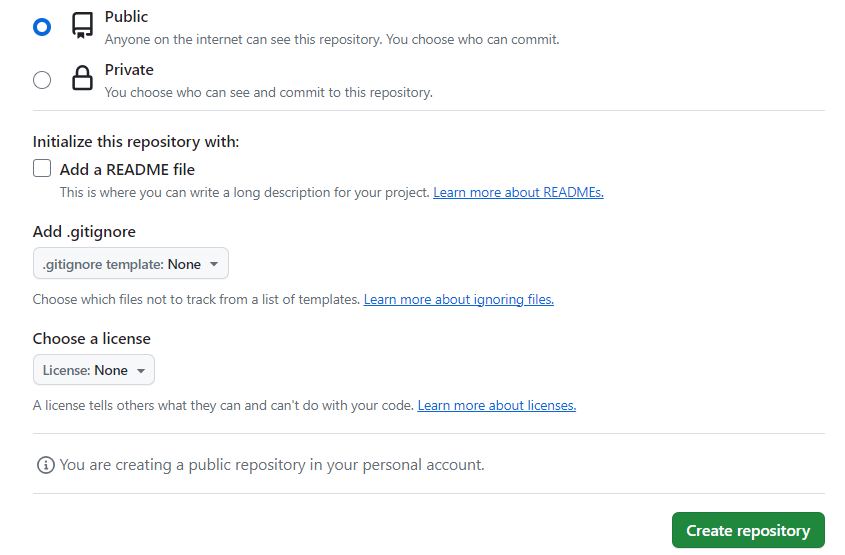 Public
Anyone on the internet can see this repository. You choose who can commit.
Private
You choose who can see and commit to this repository.
Initialize this repository with:
Add a README file
This is where you can write a long description for your project. Learn more about READMEs.
Add .gitignore
.gitignore template: None
Choose which files not to track from a list of templates. Learn more about ignoring files.
Choose a license
License: None
A license tells others what they can and can't do with your code. Learn more about licenses.
You are creating a public repository in your personal account.
Create repository